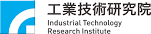 工業技術研究院
Industrial Technology
Research Institute